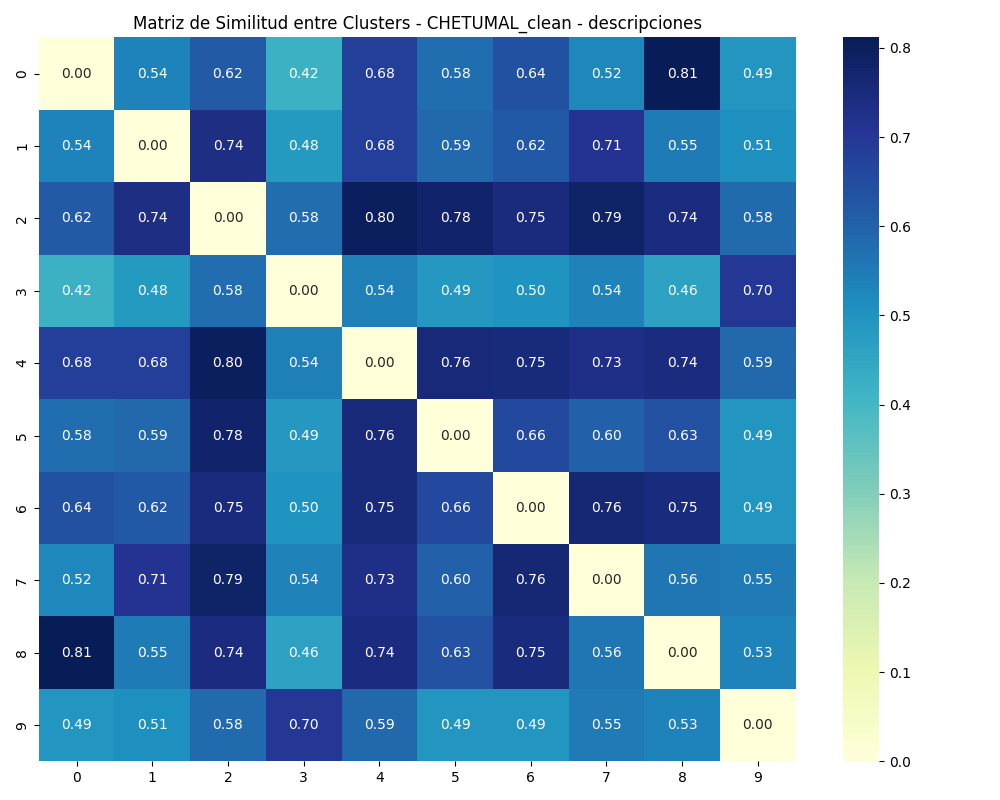 Matriz de Similitud entre Clusters - CHETUMAL_clean - descripciones
0 0.00 0.54 0.62 0.42 0.68 0.58 0.64 0.52 0.81 0.49
1 0.54 0.00 0.74 0.48 0.68 0.59 0.62 0.71 0.55 0.51
2 0.62 0.74 0.00 0.58 0.80 0.78 0.75 0.79 0.74 0.58
3 0.42 0.48 0.58 0.00 0.54 0.49 0.50 0.54 0.46 0.70
4 0.68 0.68 0.80 0.54 0.00 0.76 0.75 0.73 0.74 0.59
5 0.58 0.59 0.78 0.49 0.76 0.00 0.66 0.60 0.63 0.49
6 0.64 0.62 0.75 0.50 0.75 0.66 0.00 0.76 0.75 0.49
7 0.52 0.71 0.79 0.54 0.73 0.60 0.76 0.00 0.56 0.55
8 0.81 0.55 0.74 0.46 0.74 0.63 0.75 0.56 0.00 0.53
9 0.49 0.51 0.58 0.70 0.59 0.49 0.49 0.55 0.53 0.00
0 1 2 3 4 5 6 7 8 9
0.8
0.7
0.6
0.5
0.4
0.3
0.2
0.1
0.0